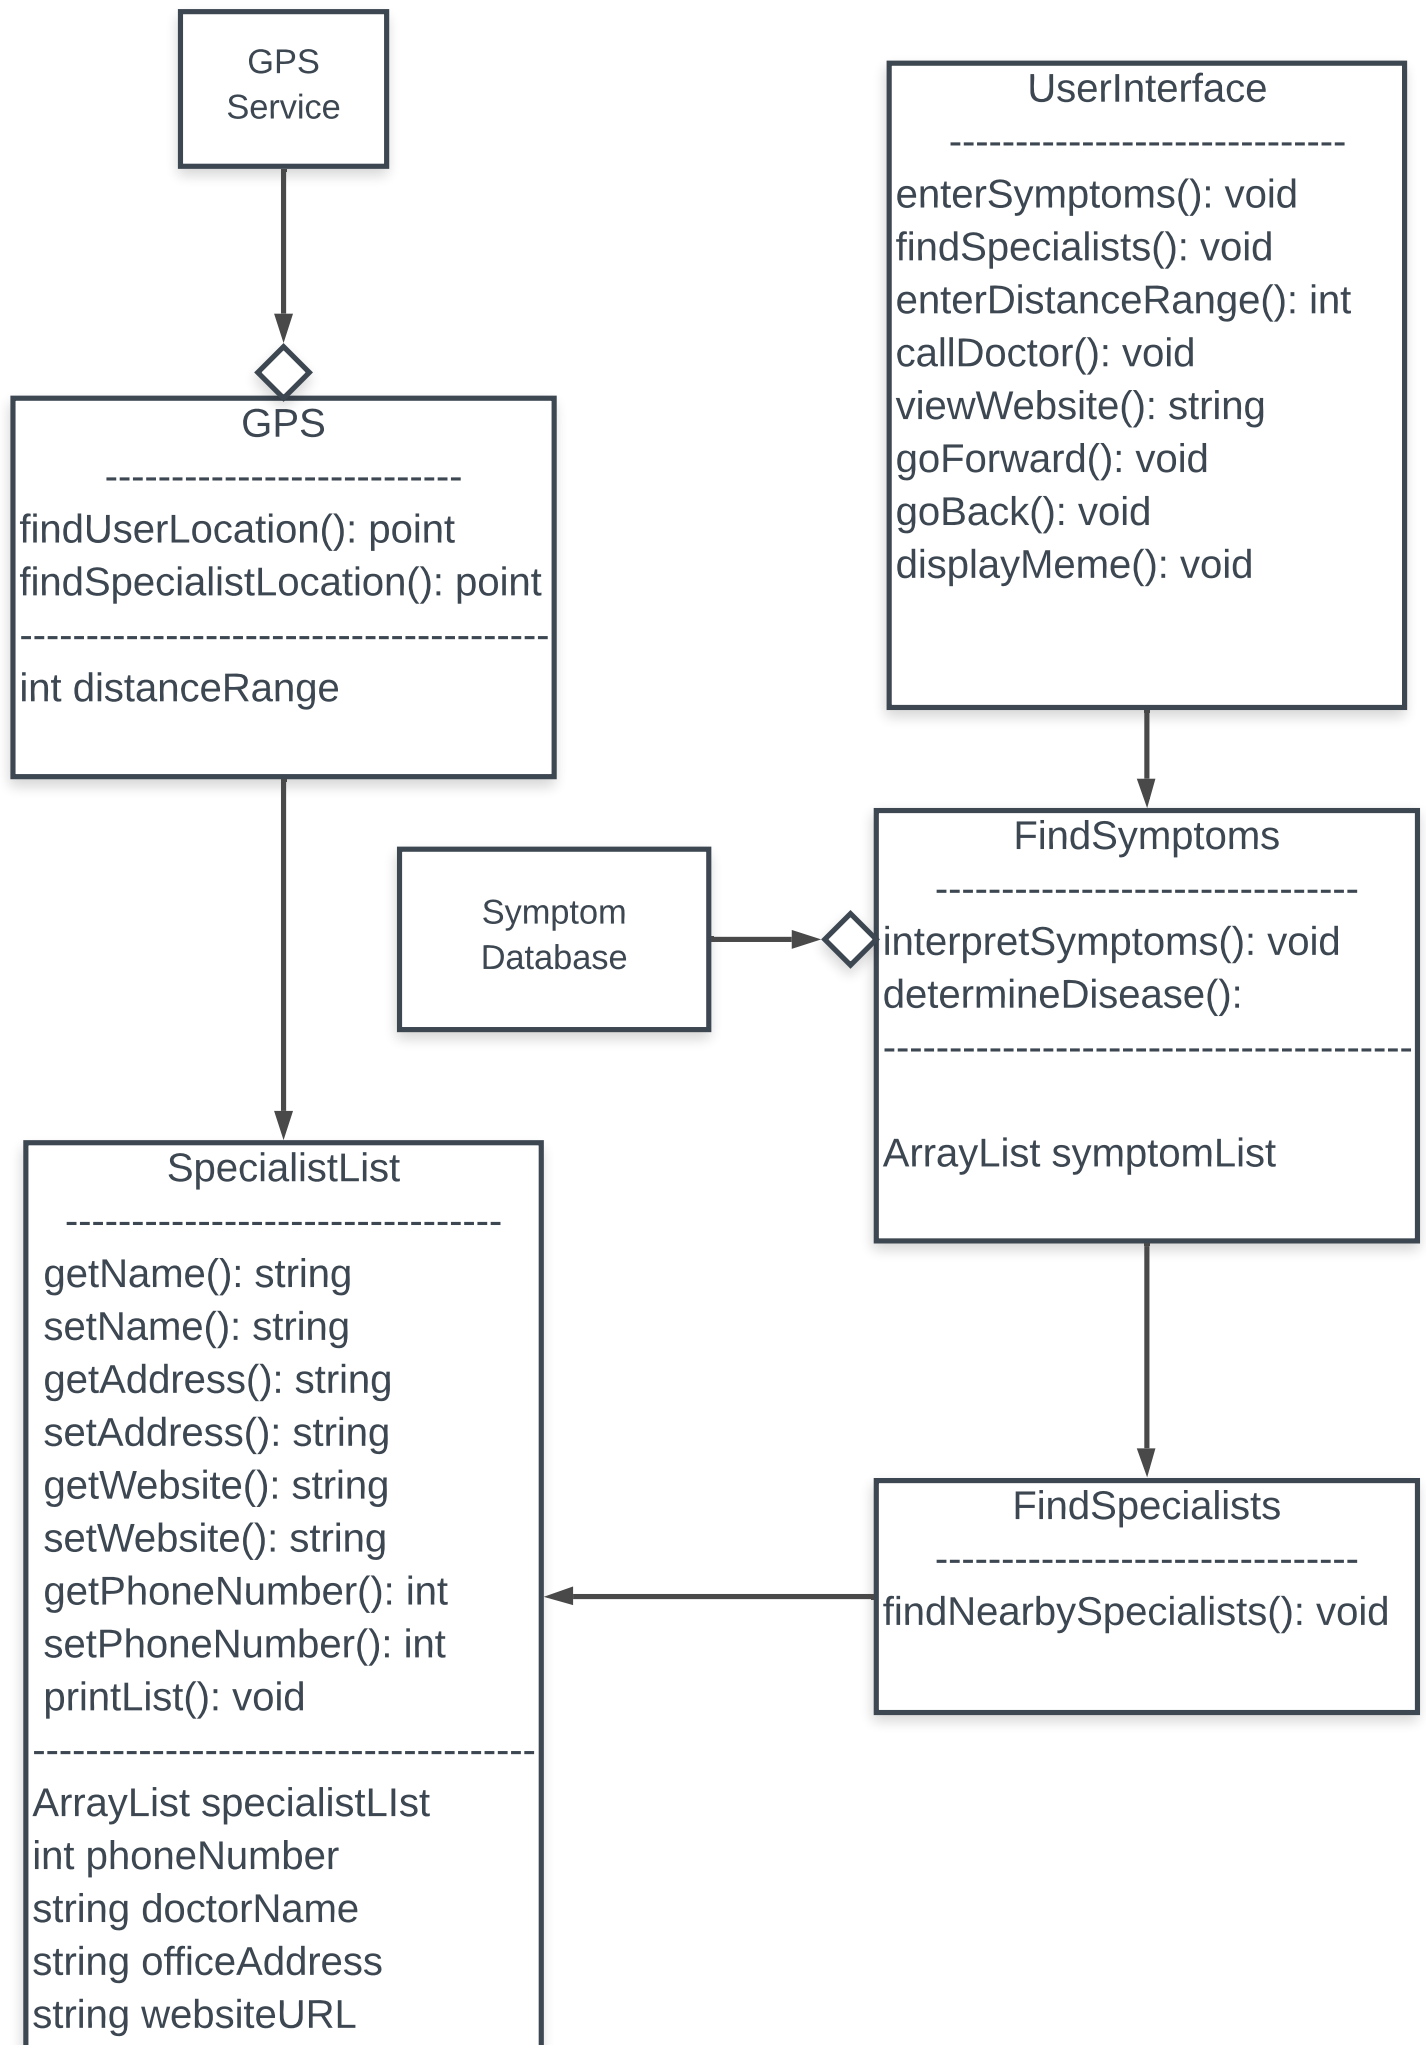 GPS
Service
UserInterface
------------------------------
enterSymptoms(): void
findSpecialists(): void
enterDistanceRange(): int
callDoctor(): void
viewWebsite(): string
goForward(): void
goBack(): void
displayMeme(): void
GPS
---------------------------
findUserLocation(): point
findSpecialistLocation(): point
----------------------------------------
int distanceRange
Symptom
Database
FindSymptoms
--------------------------------
interpretSymptoms(): void
determineDisease():
----------------------------------------
ArrayList symptomList
SpecialistList
---------------------------------
getName(): string
setName(): string
getAddress(): string
setAddress(): string
getWebsite(): string
setWebsite(): string
getPhoneNumber(): int
setPhoneNumber(): int
printList(): void
--------------------------------------
ArrayList specialistLIst
int phoneNumber
string doctorName
string officeAddress
string websiteURL
FindSpecialists
--------------------------------
findNearbySpecialists(): void